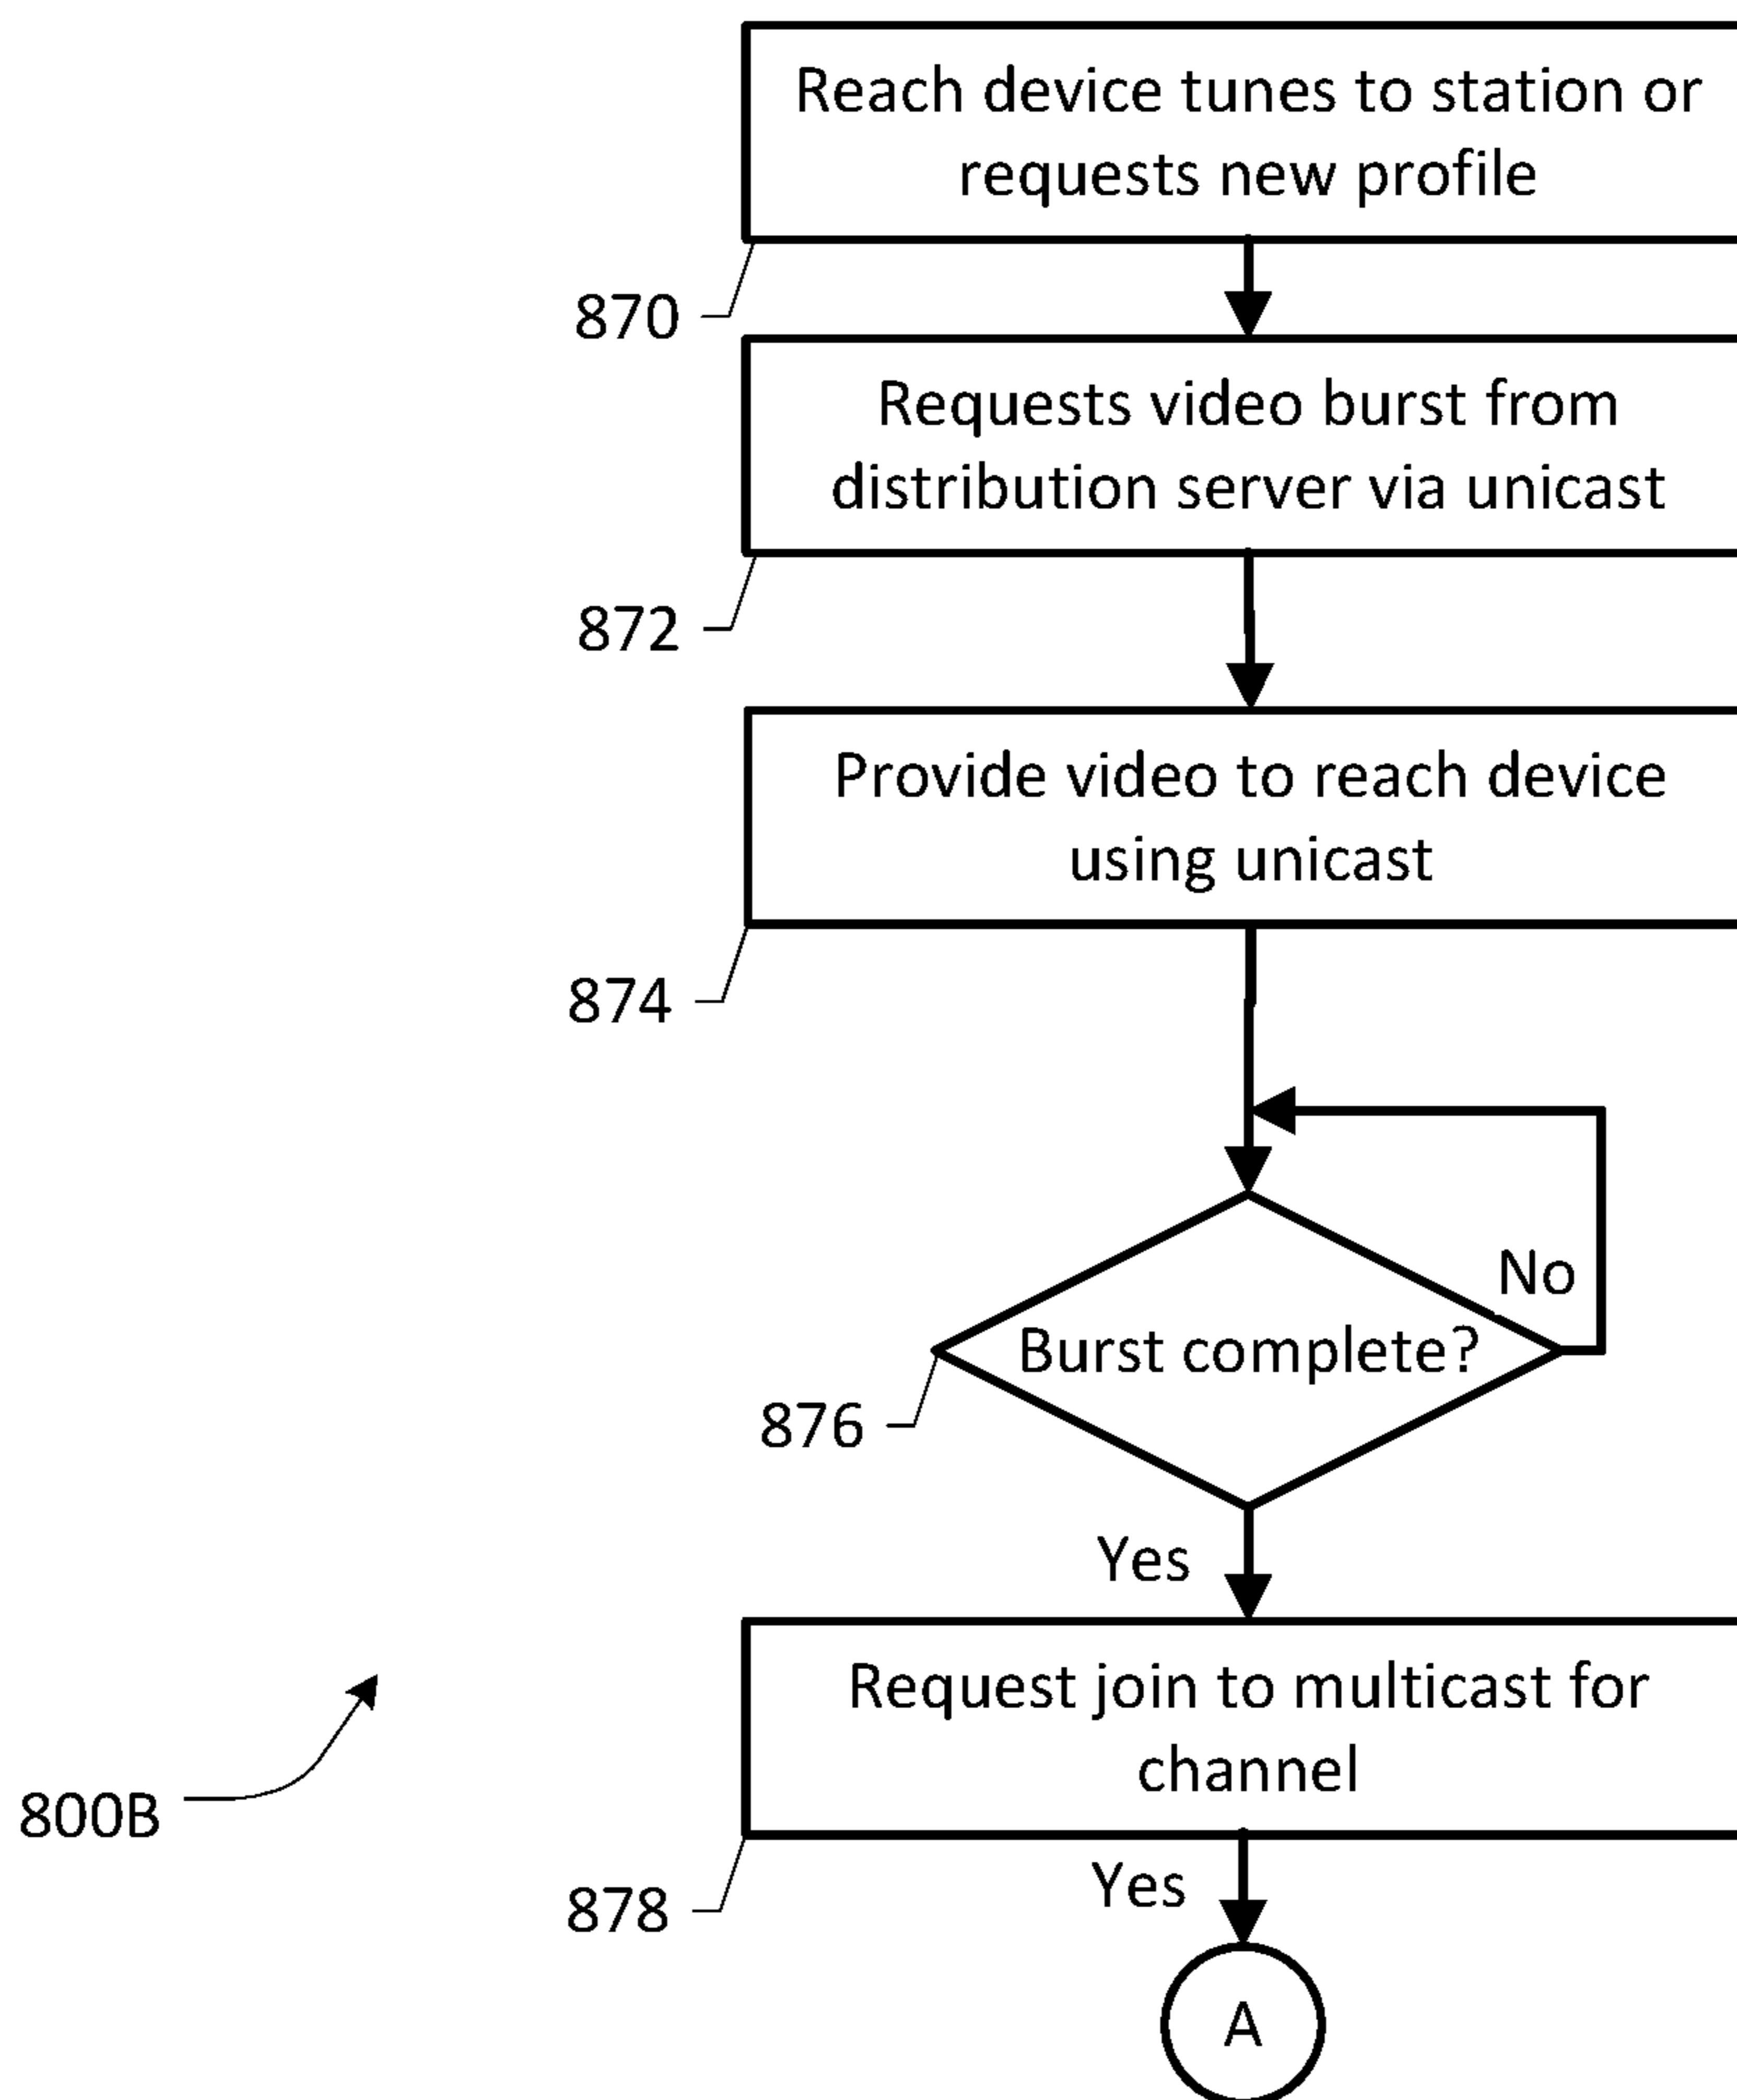 Reach device tunes to station or
requests new profile
870
Requests video burst from
distribution server via unicast
872
Provide video to reach device
using unicast
874
No
Burst complete?
876
Yes
Request join to multicast for
channel
800B
Yes
878
A